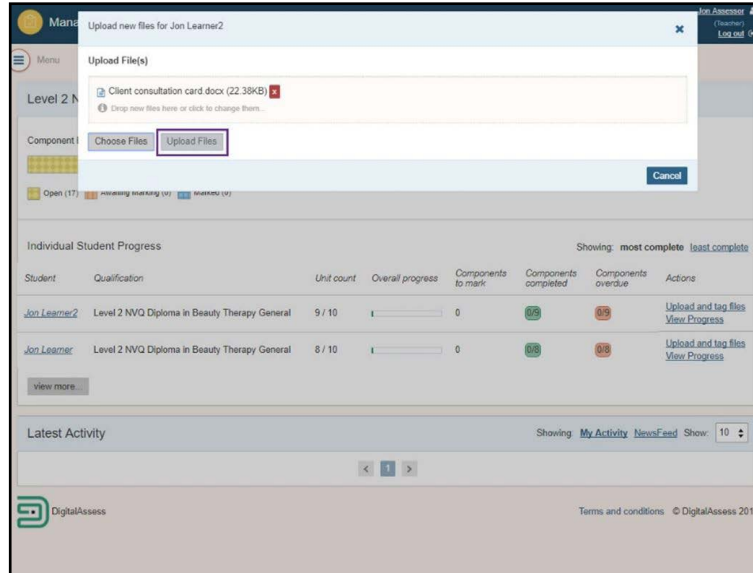 Mana
Upload new files for Jon Learner2
Jon Assessor
(Teacher)
Log out
Menu
Upload File(s)
Client consultation card.docx (22.38KB) x
Drop new files here or click to change them...
Choose Files Upload Files
Cancel
Level 2 N
Component
Open (17) Awaiting Marking (0) Marked (0)
Individual Student Progress
Showing: most complete least complete
Student Qualification Unit count Overall progress Components to mark Components completed Components overdue Actions
Jon Learner2 Level 2 NVQ Diploma in Beauty Therapy General 9 / 10 0 0/9 0/9 Upload and tag files
View Progress
Jon Learner Level 2 NVQ Diploma in Beauty Therapy General 8 / 10 0 0/8 0/8 Upload and tag files
View Progress
view more...
Latest Activity Showing: My Activity NewsFeed Show: 10
< 1 >
DigitalAssess Terms and conditions © DigitalAssess 201